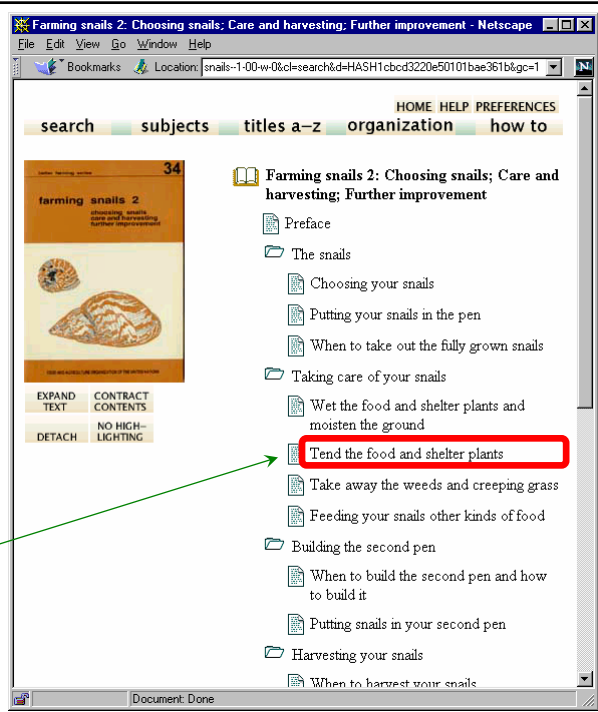 Farming snails 2: Choosing snails; Care and harvesting; Further improvement - Netscape
File Edit View Go Window Help
Bookmarks Location: snails--1-00-w-0&cl=search&d=HASH1cbcd3220e50101bae361b&gc=1
HOME HELP PREFERENCES
search subjects titles a–z organization how to
34
farming snails 2
choosing snails
care and harvesting
further improvement
EXPAND TEXT
CONTRACT CONTENTS
DETACH
NO HIGH–LIGHTING
Farming snails 2: Choosing snails; Care and
harvesting; Further improvement
Preface
The snails
Choosing your snails
Putting your snails in the pen
When to take out the fully grown snails
Taking care of your snails
Wet the food and shelter plants and
moisten the ground
Tend the food and shelter plants
Take away the weeds and creeping grass
Feeding your snails other kinds of food
Building the second pen
When to build the second pen and how
to build it
Putting snails in your second pen
Harvesting your snails
When to harvest your snails
Document: Done